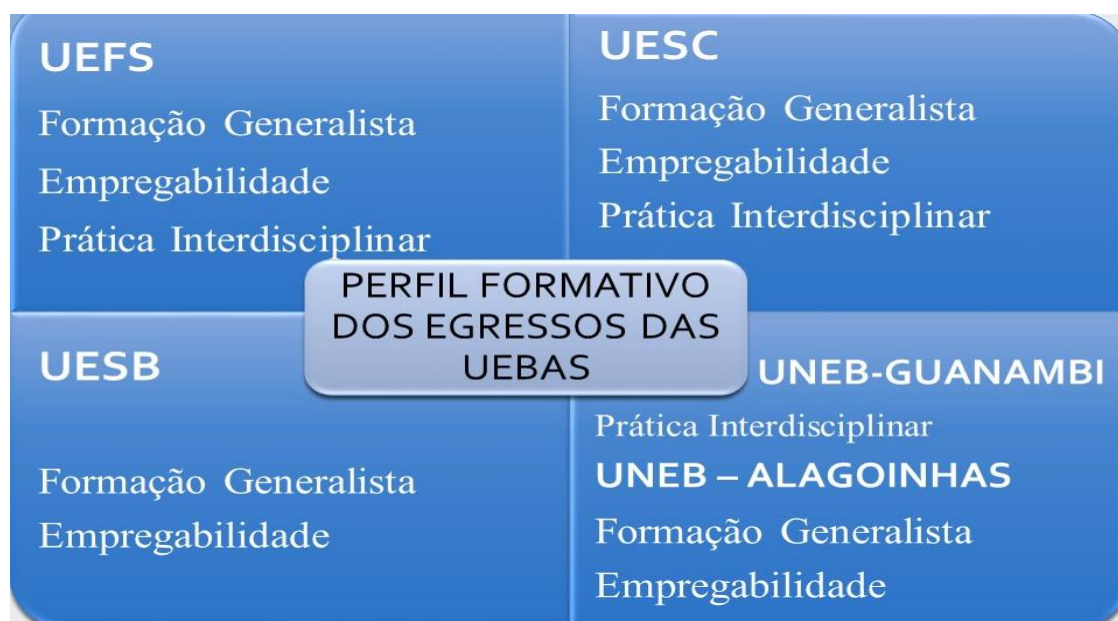 UEFS
Formação Generalista
Empregabilidade
Prática Interdisciplinar
UESC
Formação Generalista
Empregabilidade
Prática Interdisciplinar
PERFIL FORMATIVO
DOS EGRESSOS DAS
UEBAS
UESB
Formação Generalista
Empregabilidade
UNEB-GUANAMBI
Prática Interdisciplinar
UNEB – ALAGOINHAS
Formação Generalista
Empregabilidade